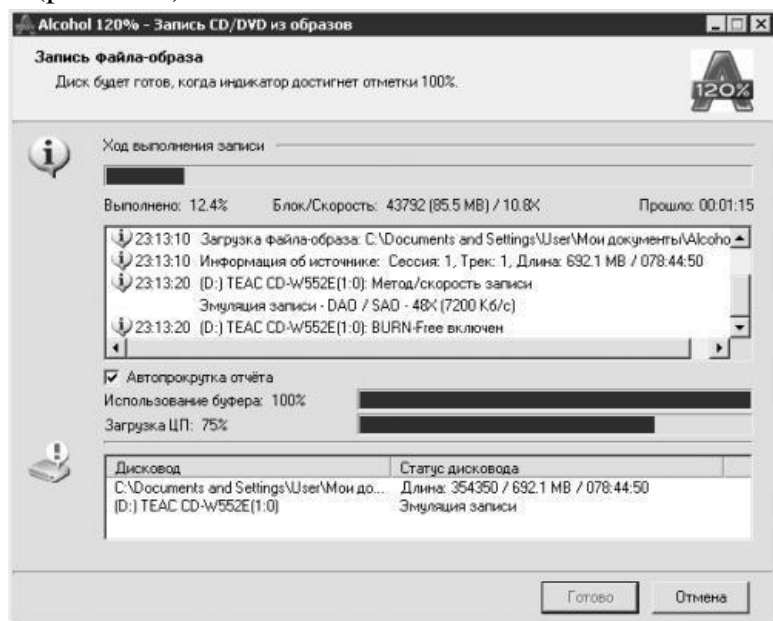 Alcohol 120% - Запись CD/DVD из образов
Запись файла-образа
Диск будет готов, когда индикатор достигнет отметки 100%.
120%
Ход выполнения записи
Выполнено: 12.4% Блок/Скорость: 43792 (85.5 MB) / 10.8X Прошло: 00:01:15
23:13:10 Загрузка файла-образа: C:\Documents and Settings\User\Мои документы\Alcoho
23:13:10 Информация об источнике: Сессия: 1, Трек: 1, Длина: 692.1 MB / 078:44:50
23:13:20 (D:) TEAC CD-W552E(1:0): Метод/скорость записи
Эмуляция записи - DAO / SAO - 48X (7200 Кб/с)
23:13:20 (D:) TEAC CD-W552E(1:0): BURN-Free включен
Автопрокрутка отчёта
Использование буфера: 100%
Загрузка ЦП: 75%
Дисковод Статус дисковода
C:\Documents and Settings\User\Мои до... Длина: 354350 / 692.1 MB / 078:44:50
(D:) TEAC CD-W552E(1:0) Эмуляция записи
Готово Отмена